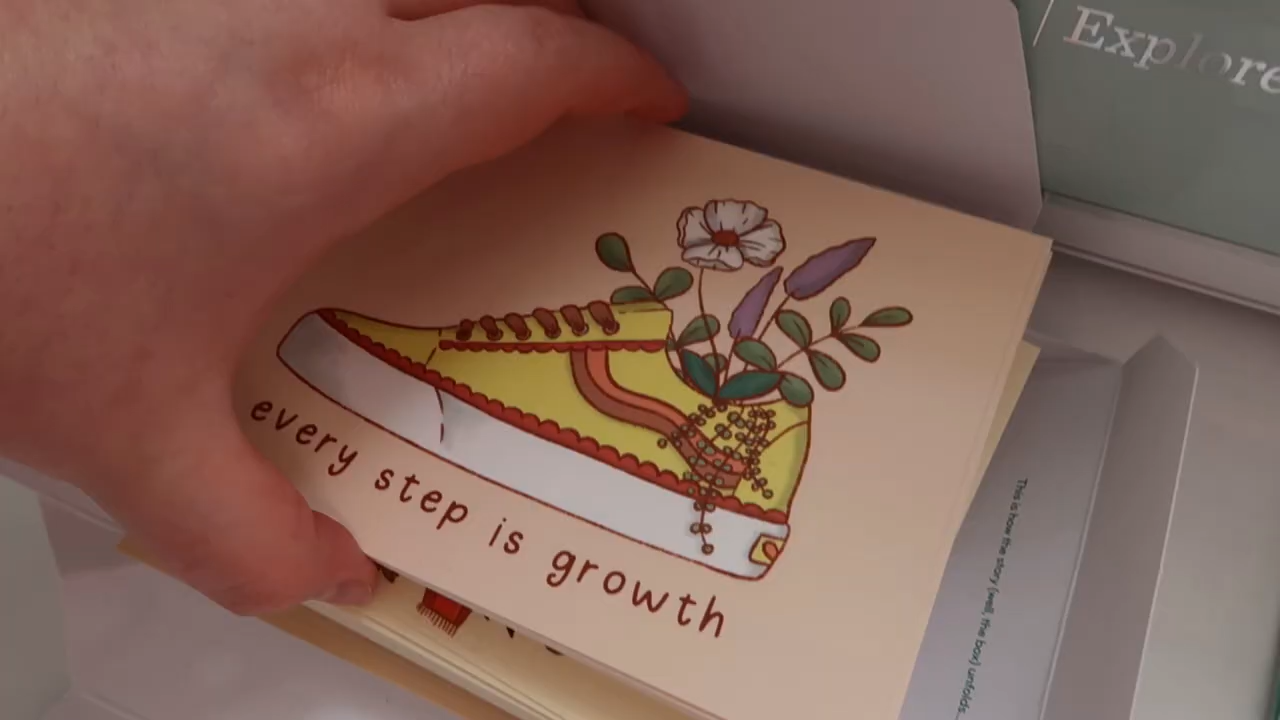 Explore
every step is growth
This is how the story (well, the box) unfolds...